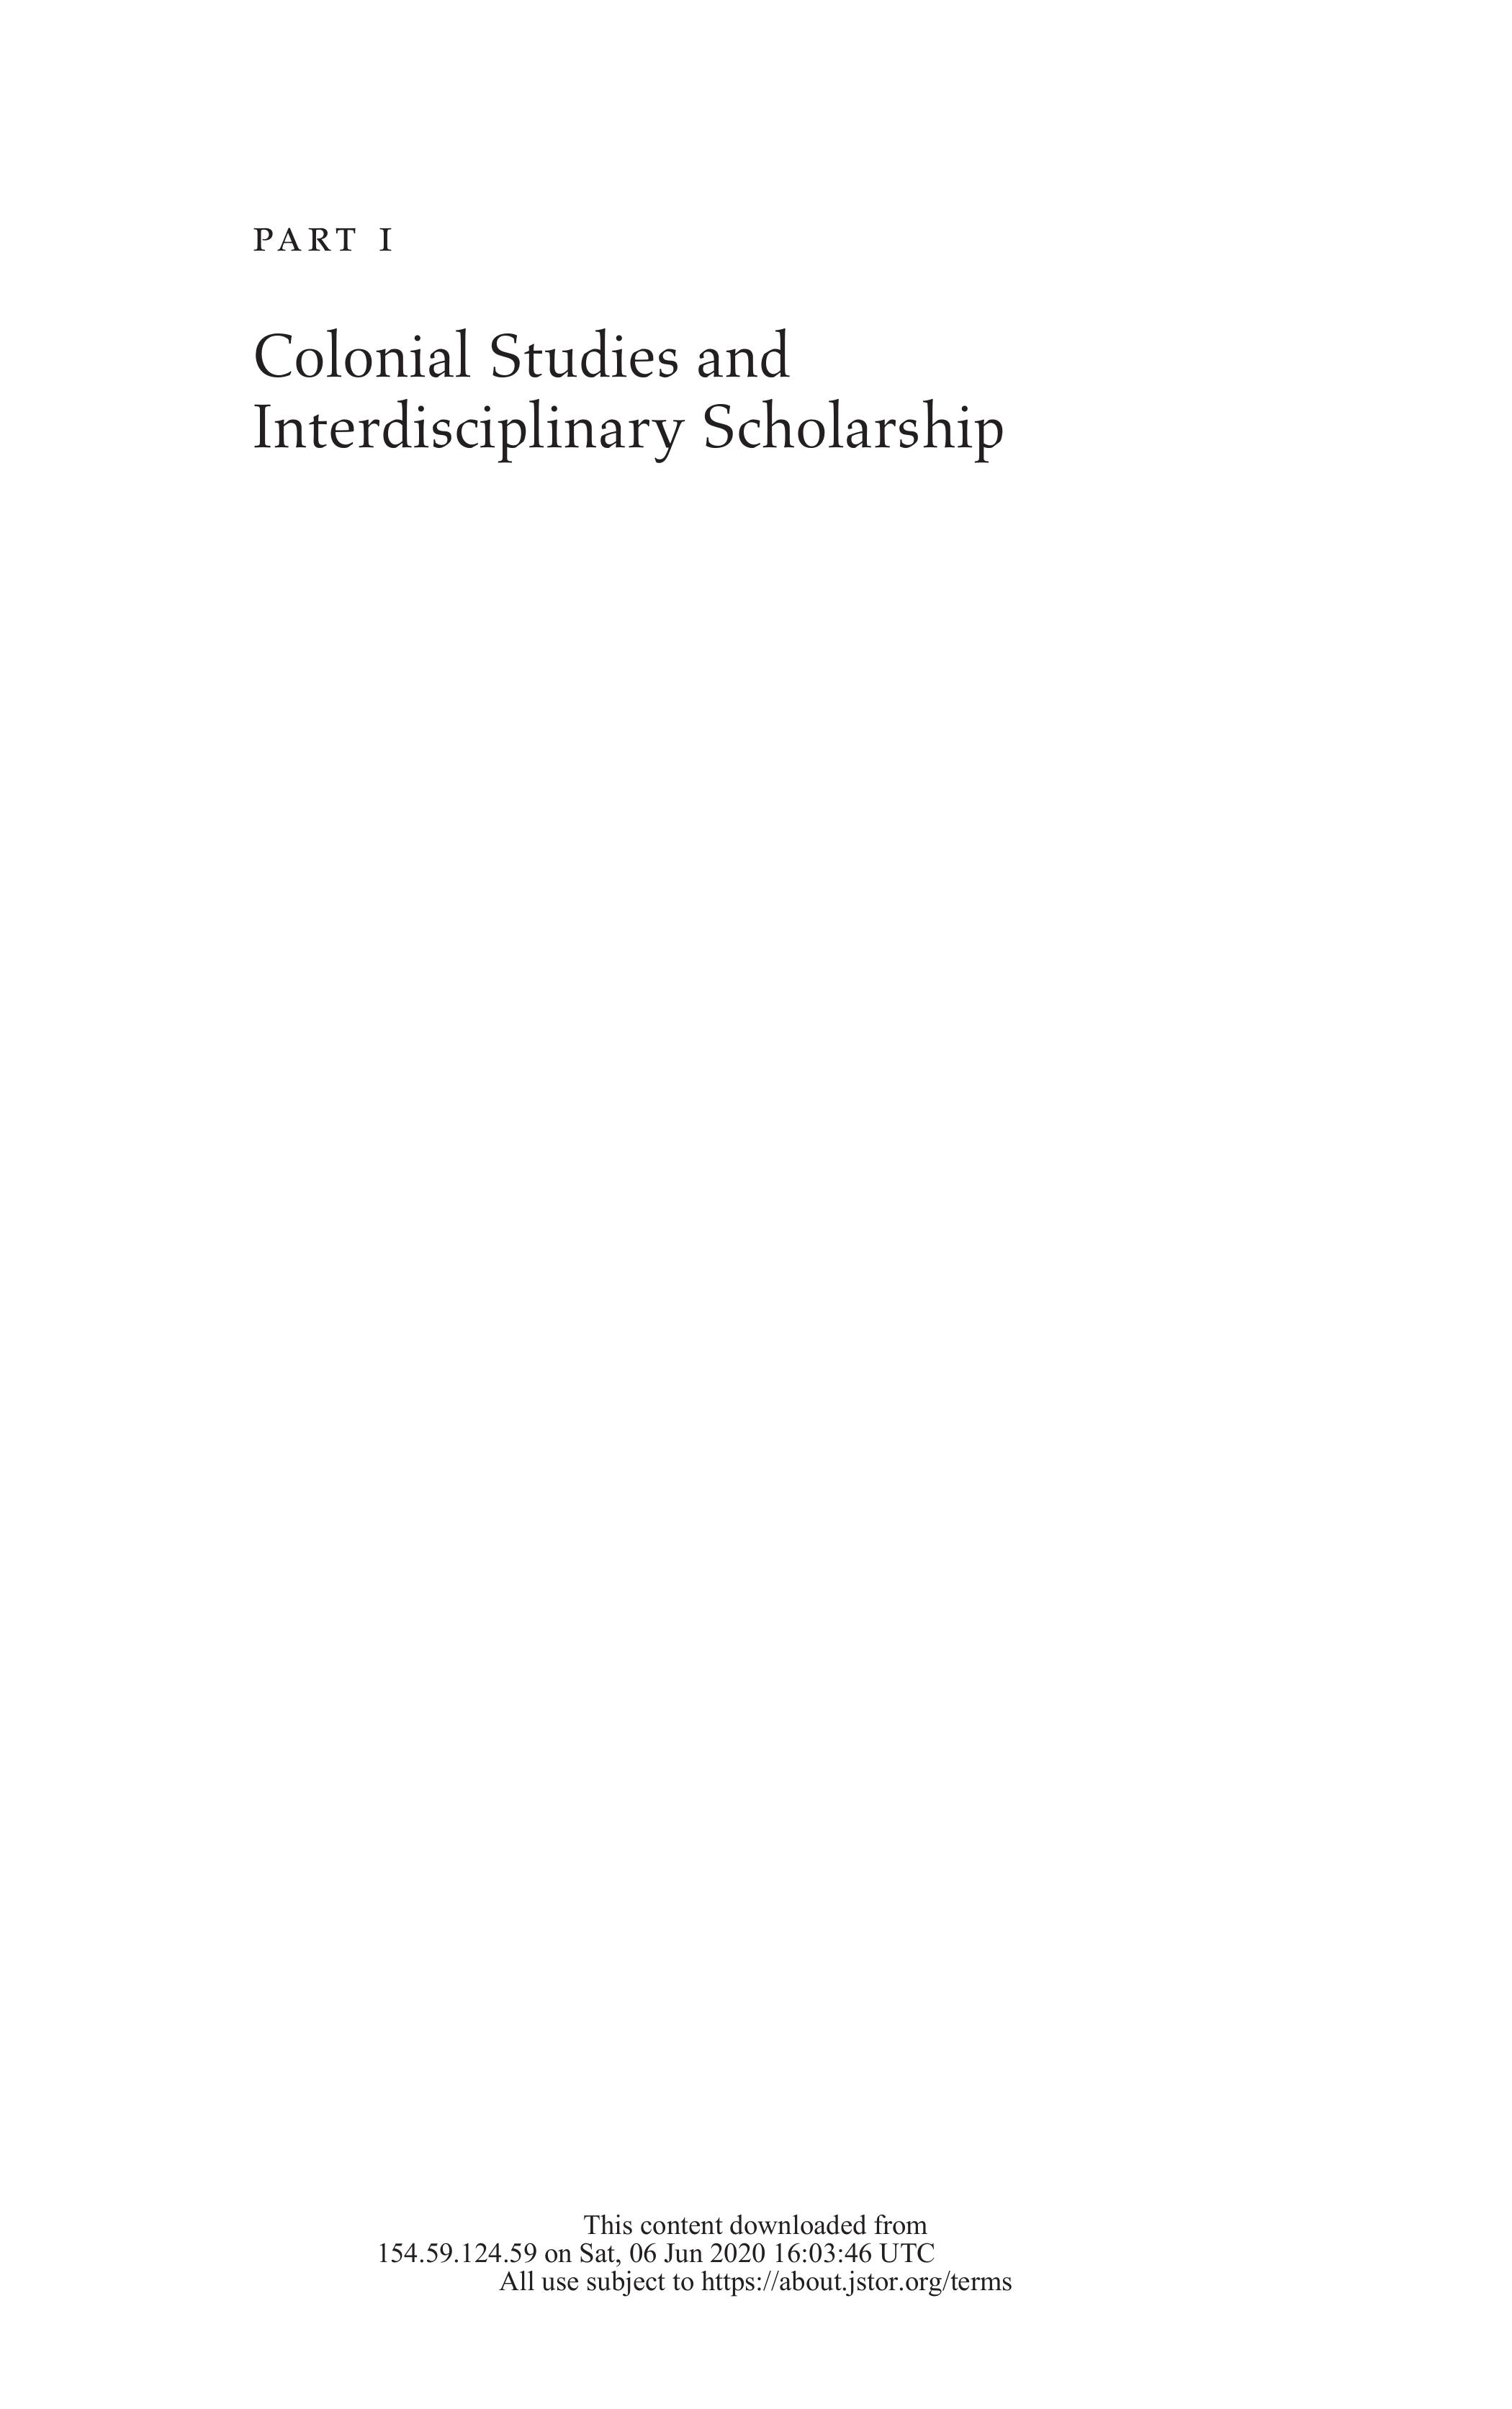 PART I
Colonial Studies and
Interdisciplinary Scholarship
This content downloaded from
154.59.124.59 on Sat, 06 Jun 2020 16:03:46 UTC
All use subject to https://about.jstor.org/terms